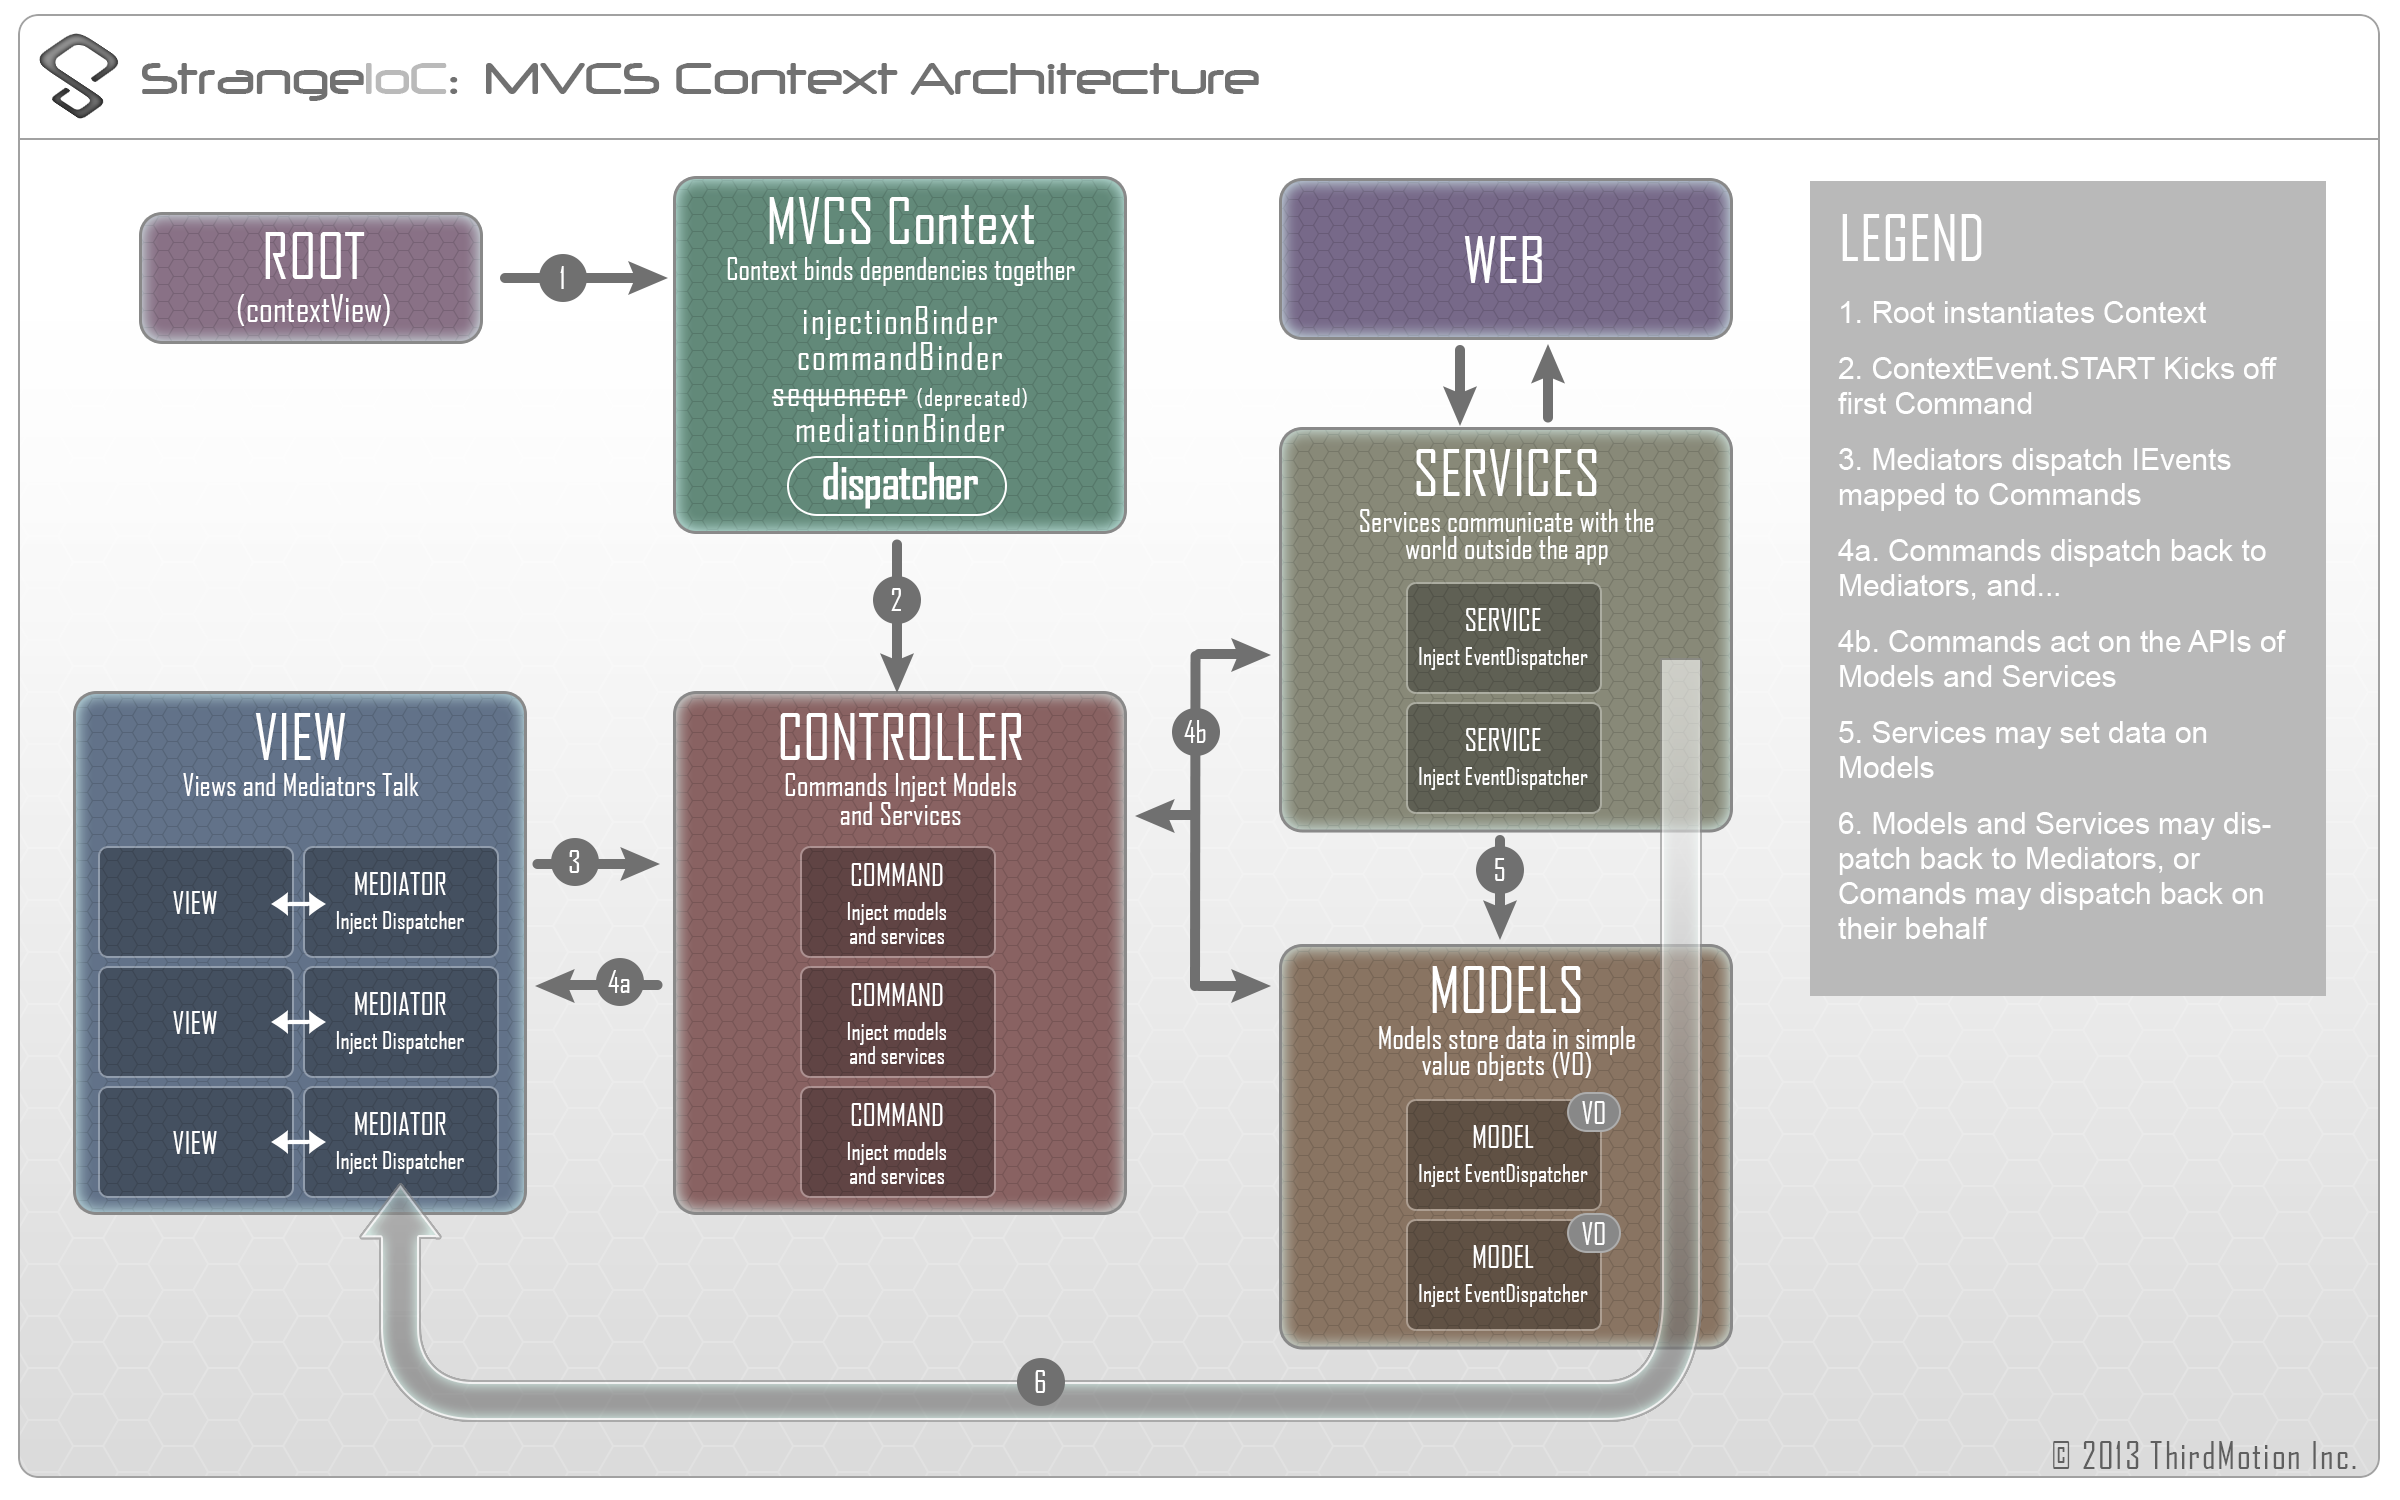 StrangeIoC: MVCS Context Architecture
ROOT
(contextView)
1
MVCS Context
Context binds dependencies together
injectionBinder
commandBinder
sequencer (deprecated)
mediationBinder
dispatcher
2
WEB
SERVICES
Services communicate with the
world outside the app
SERVICE
Inject EventDispatcher
SERVICE
Inject EventDispatcher
VIEW
Views and Mediators Talk
VIEW
MEDIATOR
Inject Dispatcher
VIEW
MEDIATOR
Inject Dispatcher
VIEW
MEDIATOR
Inject Dispatcher
3
4a
CONTROLLER
Commands Inject Models
and Services
COMMAND
Inject models
and services
COMMAND
Inject models
and services
COMMAND
Inject models
and services
4b
5
MODELS
Models store data in simple
value objects (VO)
VO
MODEL
Inject EventDispatcher
VO
MODEL
Inject EventDispatcher
6
LEGEND
1. Root instantiates Context
2. ContextEvent.START Kicks off
first Command
3. Mediators dispatch IEvents
mapped to Commands
4a. Commands dispatch back to
Mediators, and...
4b. Commands act on the APIs of
Models and Services
5. Services may set data on
Models
6. Models and Services may dis-
patch back to Mediators, or
Comands may dispatch back on
their behalf
© 2013 ThirdMotion Inc.